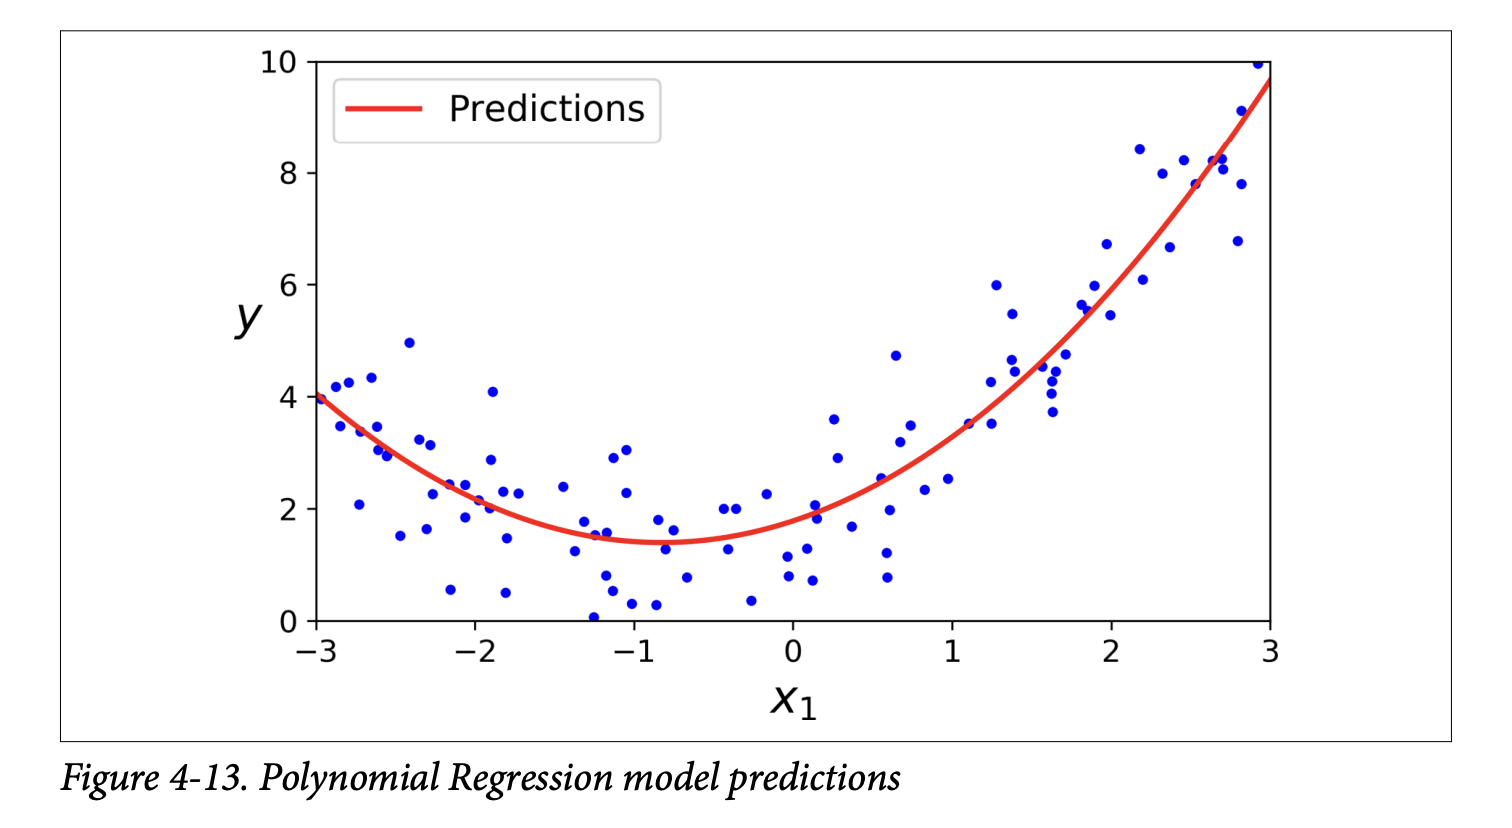 10
Predictions
8
6
y
4
2
0
−3 −2 −1 0 1 2 3
x₁
Figure 4-13. Polynomial Regression model predictions